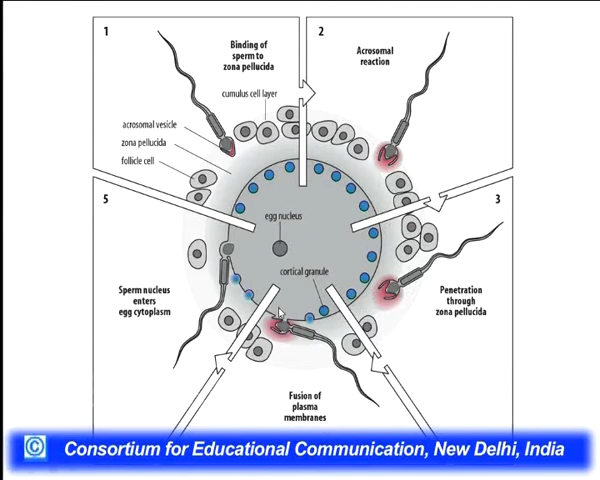 1
Binding of
sperm to
zona pellucida
cumulus cell layer
acrosomal vesicle
zona pellucida
follicle cell
2
Acrosomal
reaction
5
egg nucleus
cortical granule
3
Penetration
through
zona pellucida
Sperm nucleus
enters
egg cytoplasm
Fusion of
plasma
membranes
© Consortium for Educational Communication, New Delhi, India